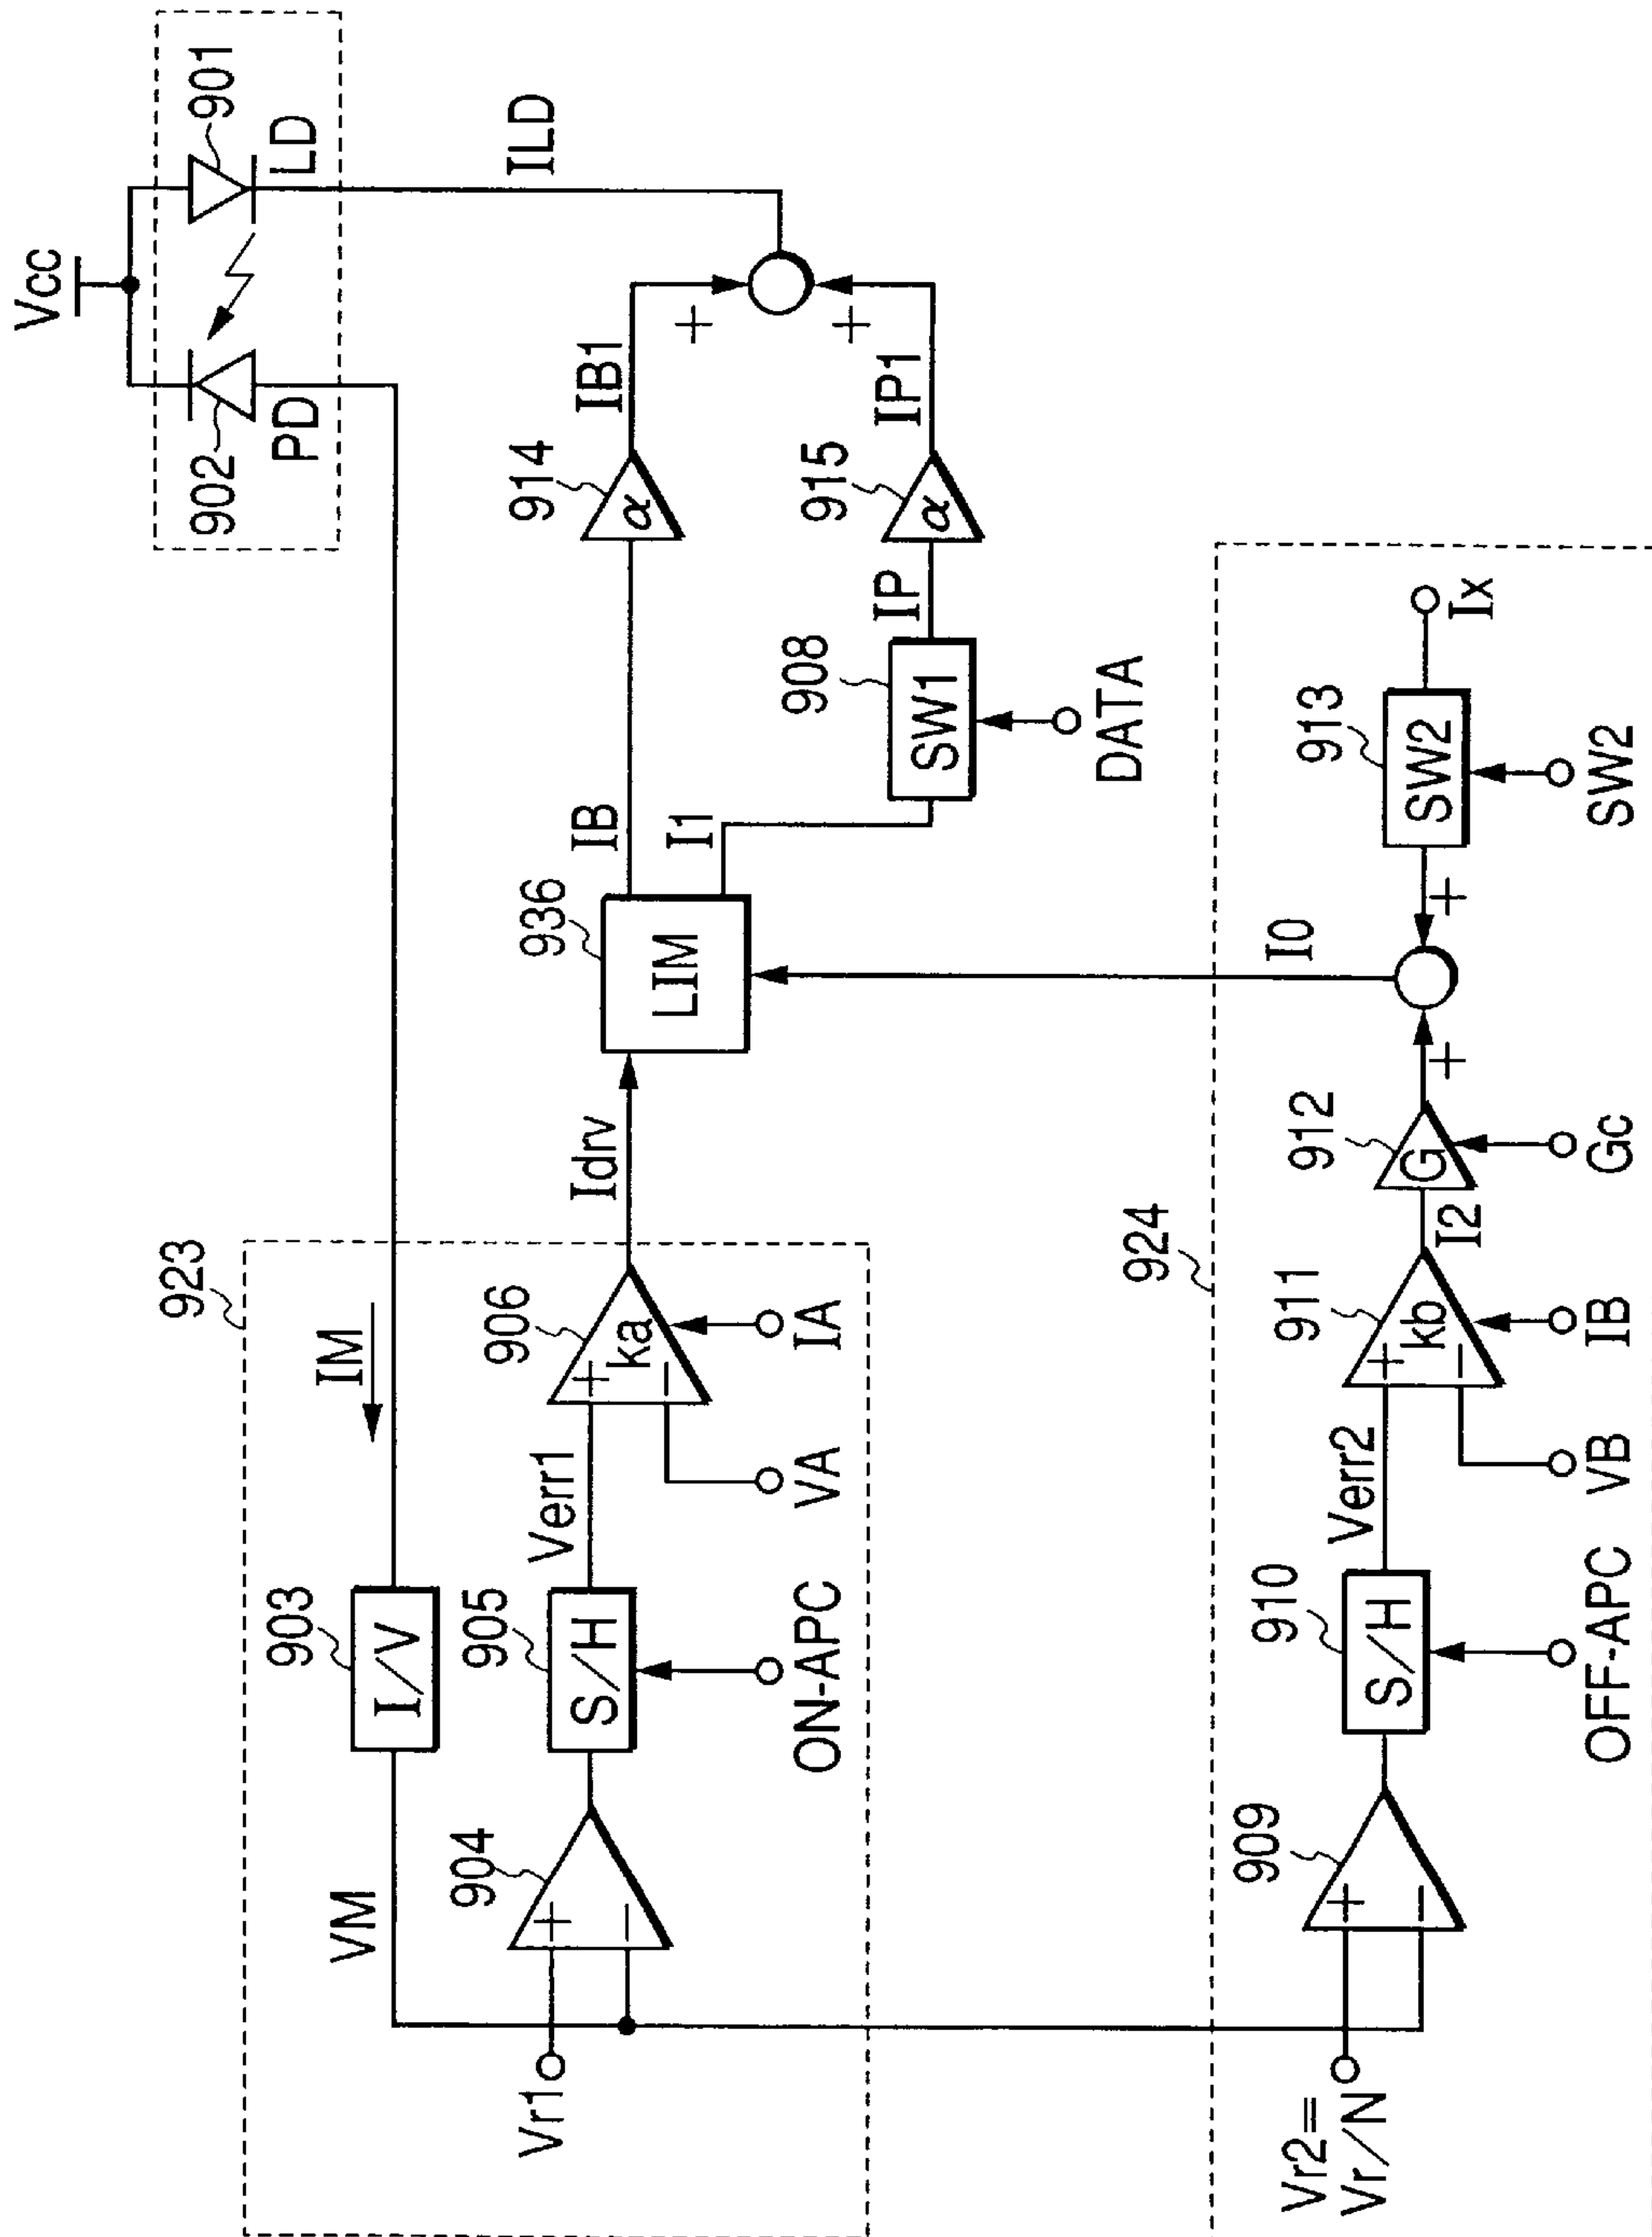 Vcc
901
LD
902
PD
ILD
923
IM
903
I/V
VM
904
+
−
Vr1
905
S/H
ON-APC
Verr1
906
+
−
ka
VA
IA
Idrv
936
LIM
IB
I1
914
α
IB1
+
908
SW1
DATA
IP
915
α
IP1
+
924
909
+
−
Vr2=
Vr/N
910
S/H
OFF-APC
Verr2
911
+
−
kb
VB
IB
I2
912
G
Gc
+
I0
+
913
SW2
SW2
Ix